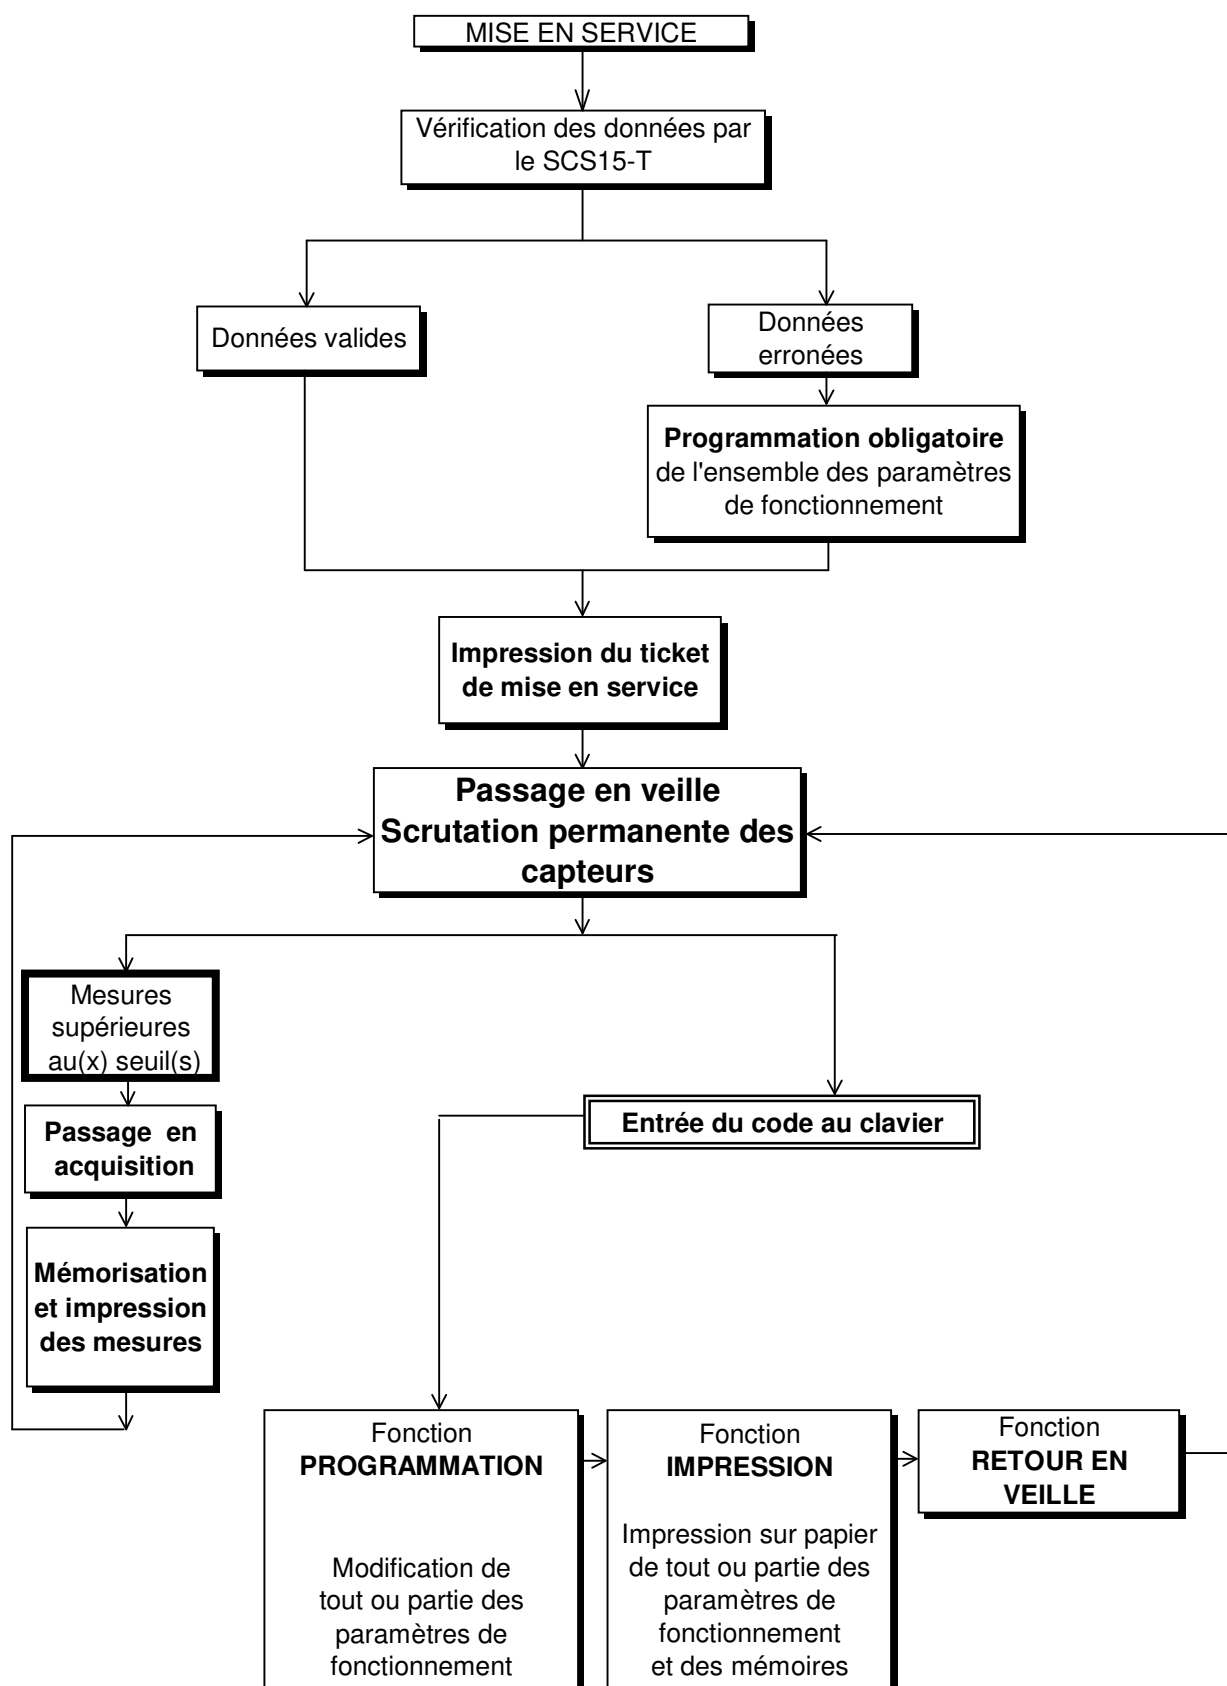 MISE EN SERVICE
Vérification des données par
le SCS15-T
Données valides
Données
erronées
Programmation obligatoire
de l'ensemble des paramètres
de fonctionnement
Impression du ticket
de mise en service
Passage en veille
Scrutation permanente des
capteurs
Mesures
supérieures
au(x) seuil(s)
Passage en
acquisition
Mémorisation
et impression
des mesures
Entrée du code au clavier
Fonction
PROGRAMMATION
Modification de
tout ou partie des
paramètres de
fonctionnement
Fonction
IMPRESSION
Impression sur papier
de tout ou partie des
paramètres de
fonctionnement
et des mémoires
Fonction
RETOUR EN
VEILLE